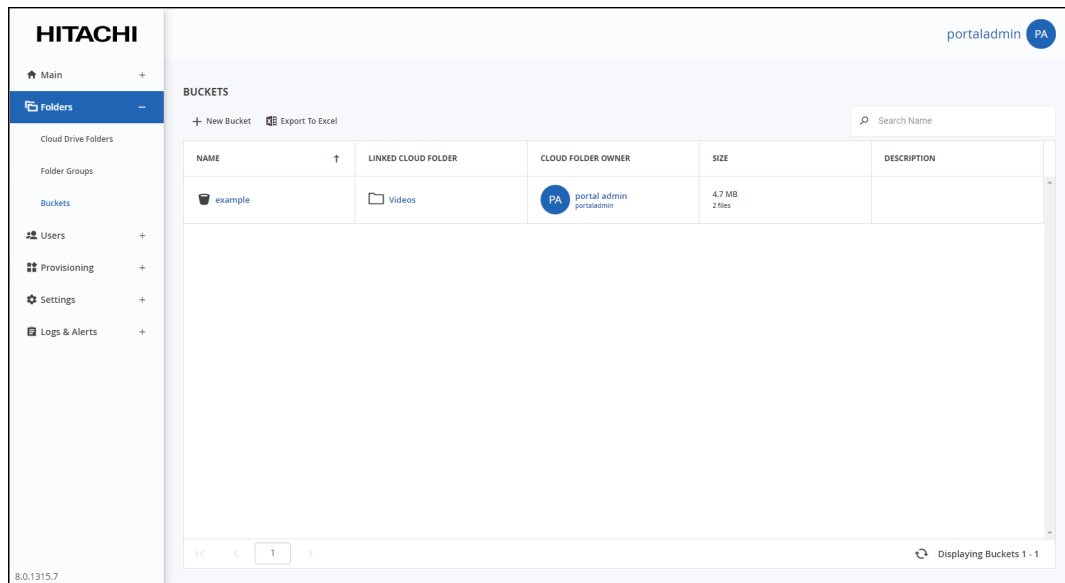 HITACHI
portaladmin PA
Main
Folders
Cloud Drive Folders
Folder Groups
Buckets
Users
Provisioning
Settings
Logs & Alerts
8.0.1315.7
BUCKETS
New Bucket Export To Excel Search Name
NAME LINKED CLOUD FOLDER CLOUD FOLDER OWNER SIZE DESCRIPTION
example Videos PA portal admin 4.7 MB
portaladmin 2 files
1 Displaying Buckets 1 - 1